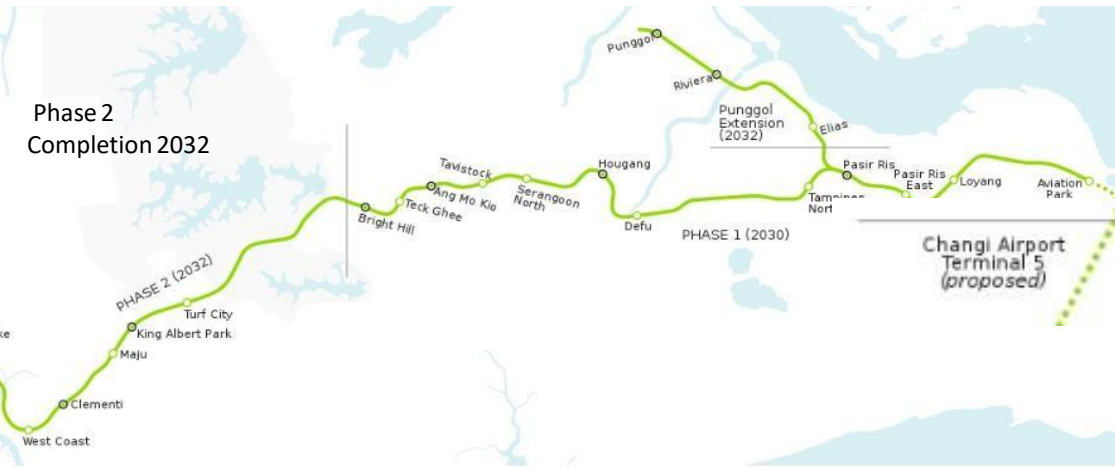 Phase 2
Completion 2032
Punggol
Riviera
Punggol
Extension
(2032)
Elias
Pasir Ris
Pasir Ris
East
Loyang
Aviation
Park
Hougang
Tavistock
Ang Mo Kio
Serangoon
North
Teck Ghee
Bright Hill
Defu
PHASE 1 (2030)
Changi Airport
Terminal 5
(proposed)
PHASE 2 (2032)
Turf City
King Albert Park
Maju
Clementi
West Coast